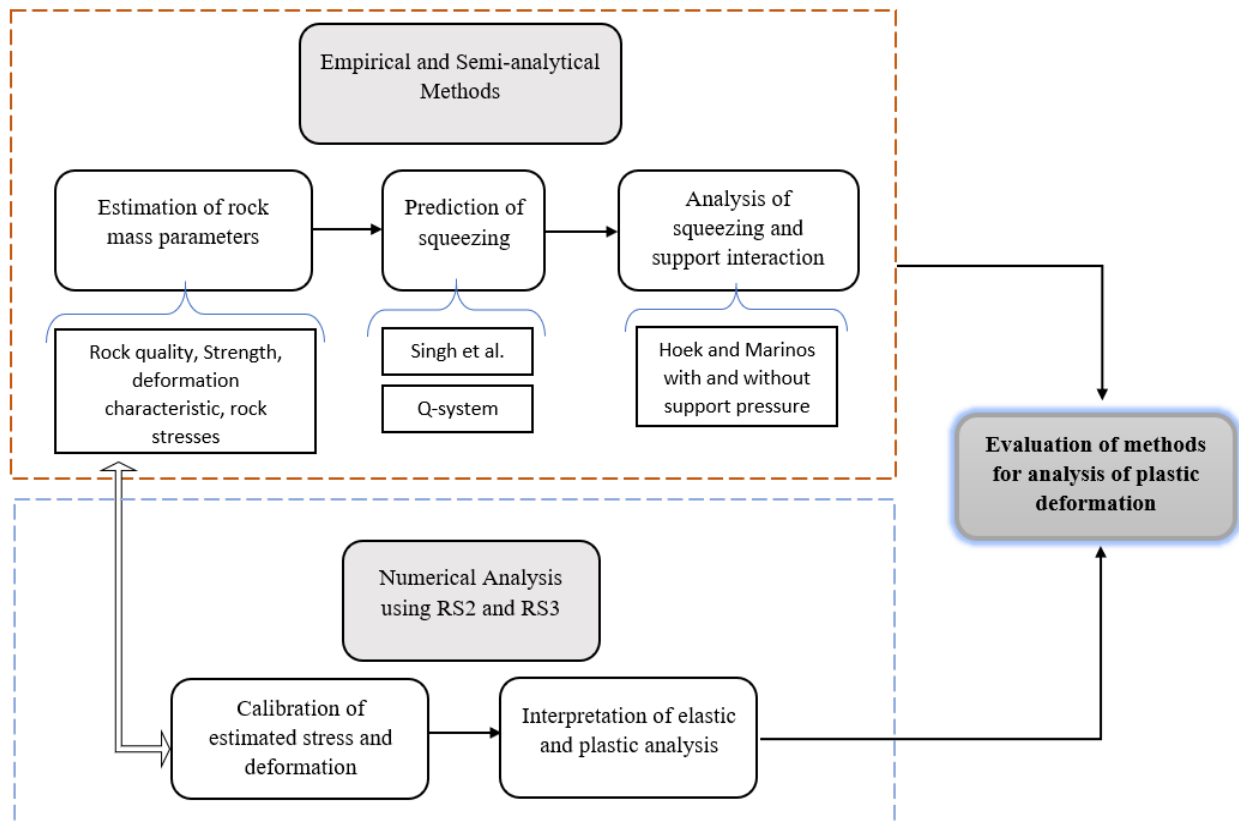 Empirical and Semi-analytical
Methods
Estimation of rock
mass parameters
Prediction of
squeezing
Analysis of
squeezing and
support interaction
Rock quality, Strength,
deformation
characteristic, rock
stresses
Singh et al.
Q-system
Hoek and Marinos
with and without
support pressure
Evaluation of methods
for analysis of plastic
deformation
Numerical Analysis
using RS2 and RS3
Calibration of
estimated stress and
deformation
Interpretation of elastic
and plastic analysis